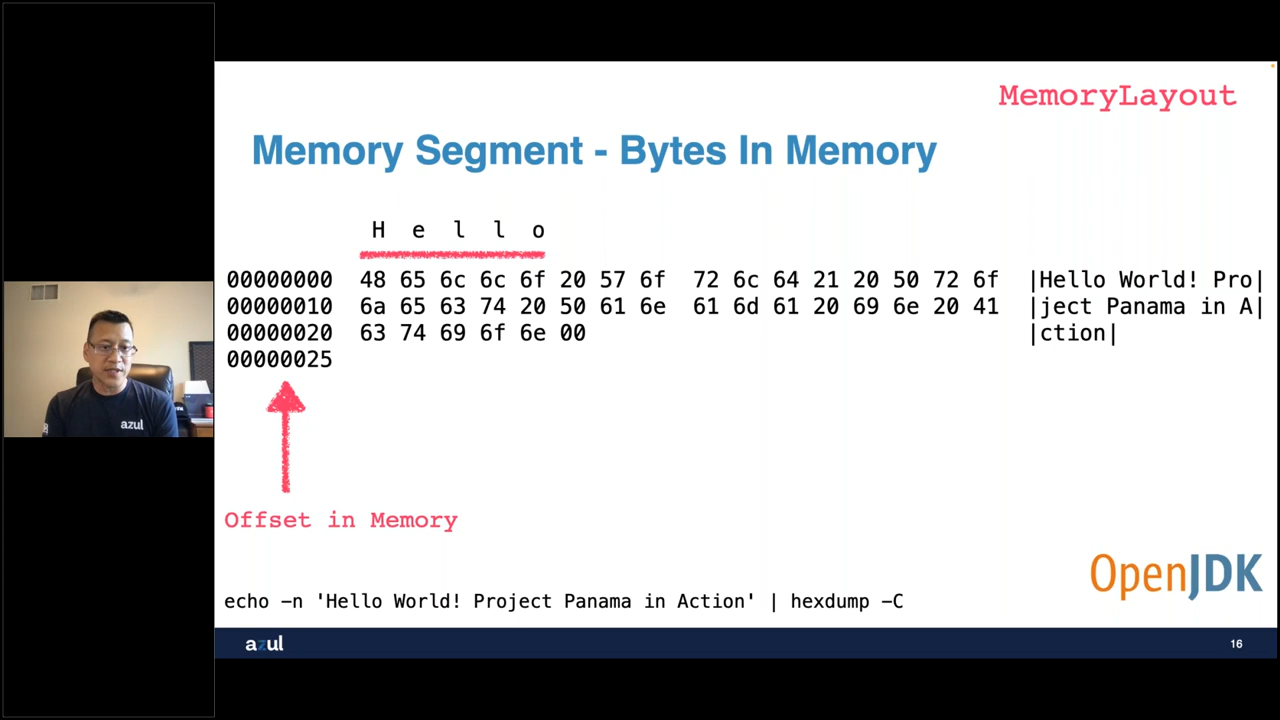 MemoryLayout
Memory Segment - Bytes In Memory
H e l l o
00000000 48 65 6c 6c 6f 20 57 6f 72 6c 64 21 20 50 72 6f |Hello World! Pro|
00000010 6a 65 63 74 20 50 61 6e 61 6d 61 20 69 6e 20 41 |ject Panama in A|
00000020 63 74 69 6f 6e 00 |ction|
00000025
azul
Offset in Memory
OpenJDK
echo -n 'Hello World! Project Panama in Action' | hexdump -C
azul
16